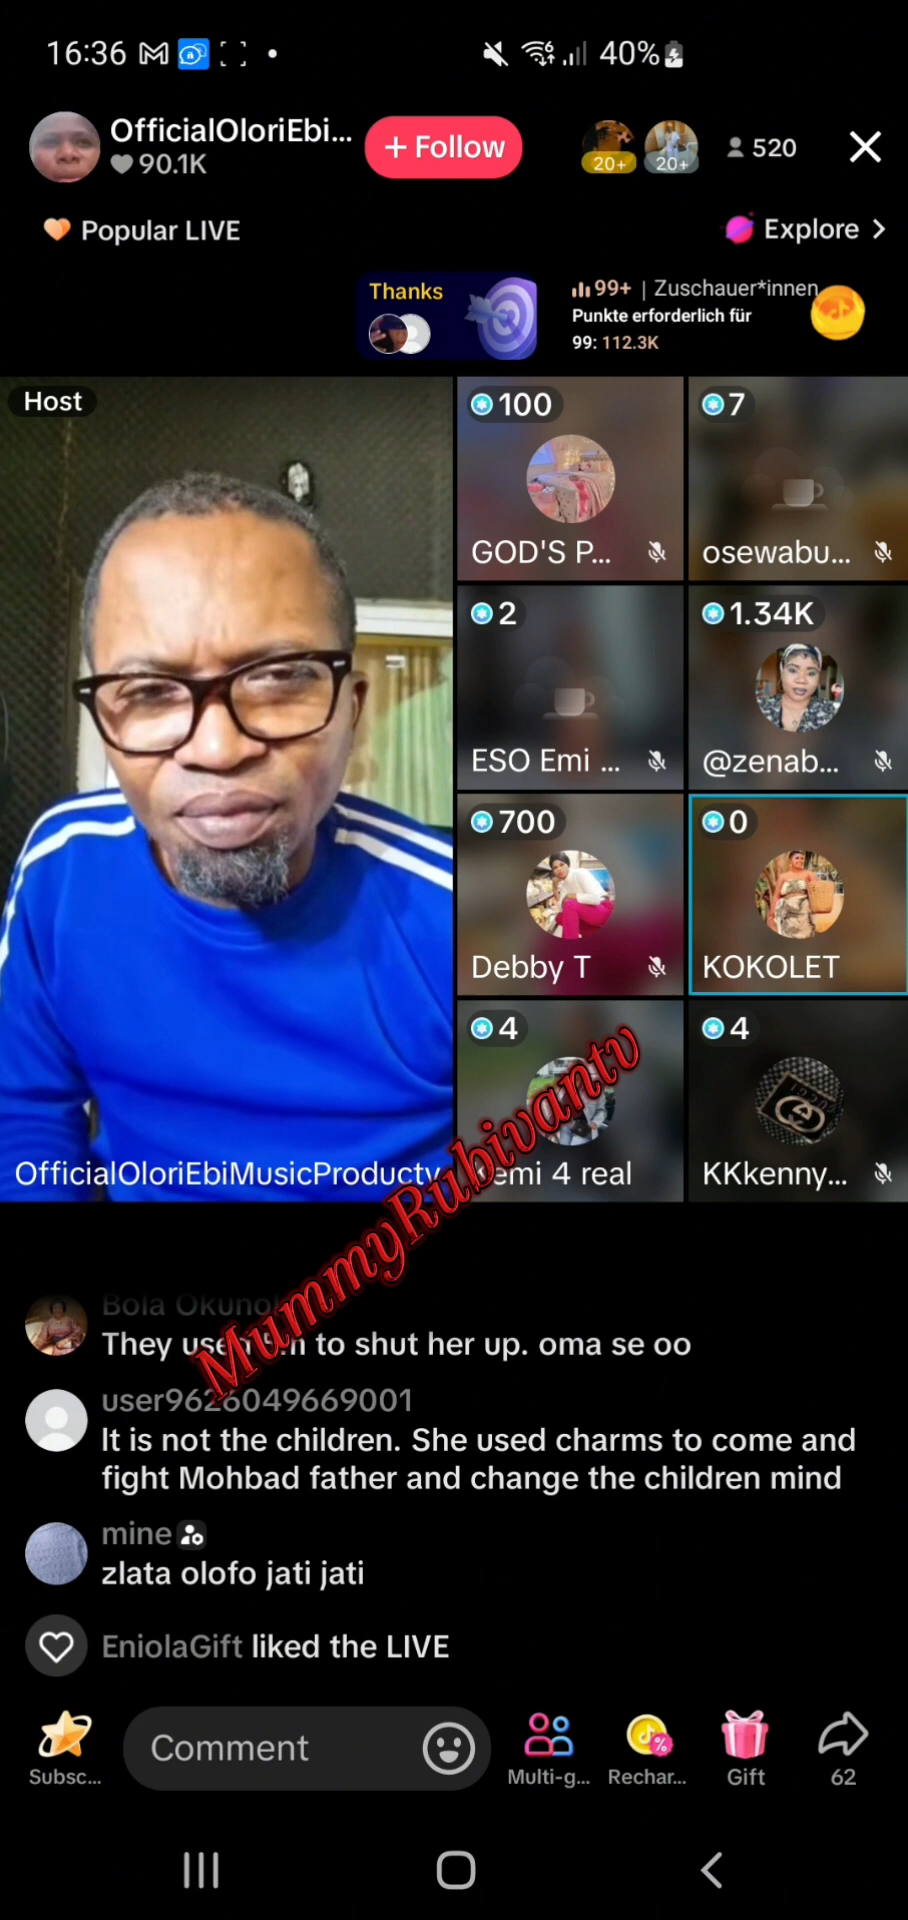 16:36
40%
OfficialOloriEbi...
+ Follow
20+
20+
520
90.1K
Popular LIVE
Explore >
Thanks
99+ | Zuschauer*innen
Punkte erforderlich für
99: 112.3K
Host
100
7
GOD'S P...
osewabu...
2
1.34K
ESO Emi ...
@zenab...
700
0
Debby T
KOKOLET
4
4
GUCCI
OfficialOloriEbiMusicProductv
4 real
KKkenny...
MummyRubivantv
Bola
They to shut her up. oma se oo
user9626049669001
It is not the children. She used charms to come and
fight Mohbad father and change the children mind
mine
zlata olofo jati jati
EniolaGift liked the LIVE
Comment
Subsc...
Multi-g...
Rechar...
Gift
62